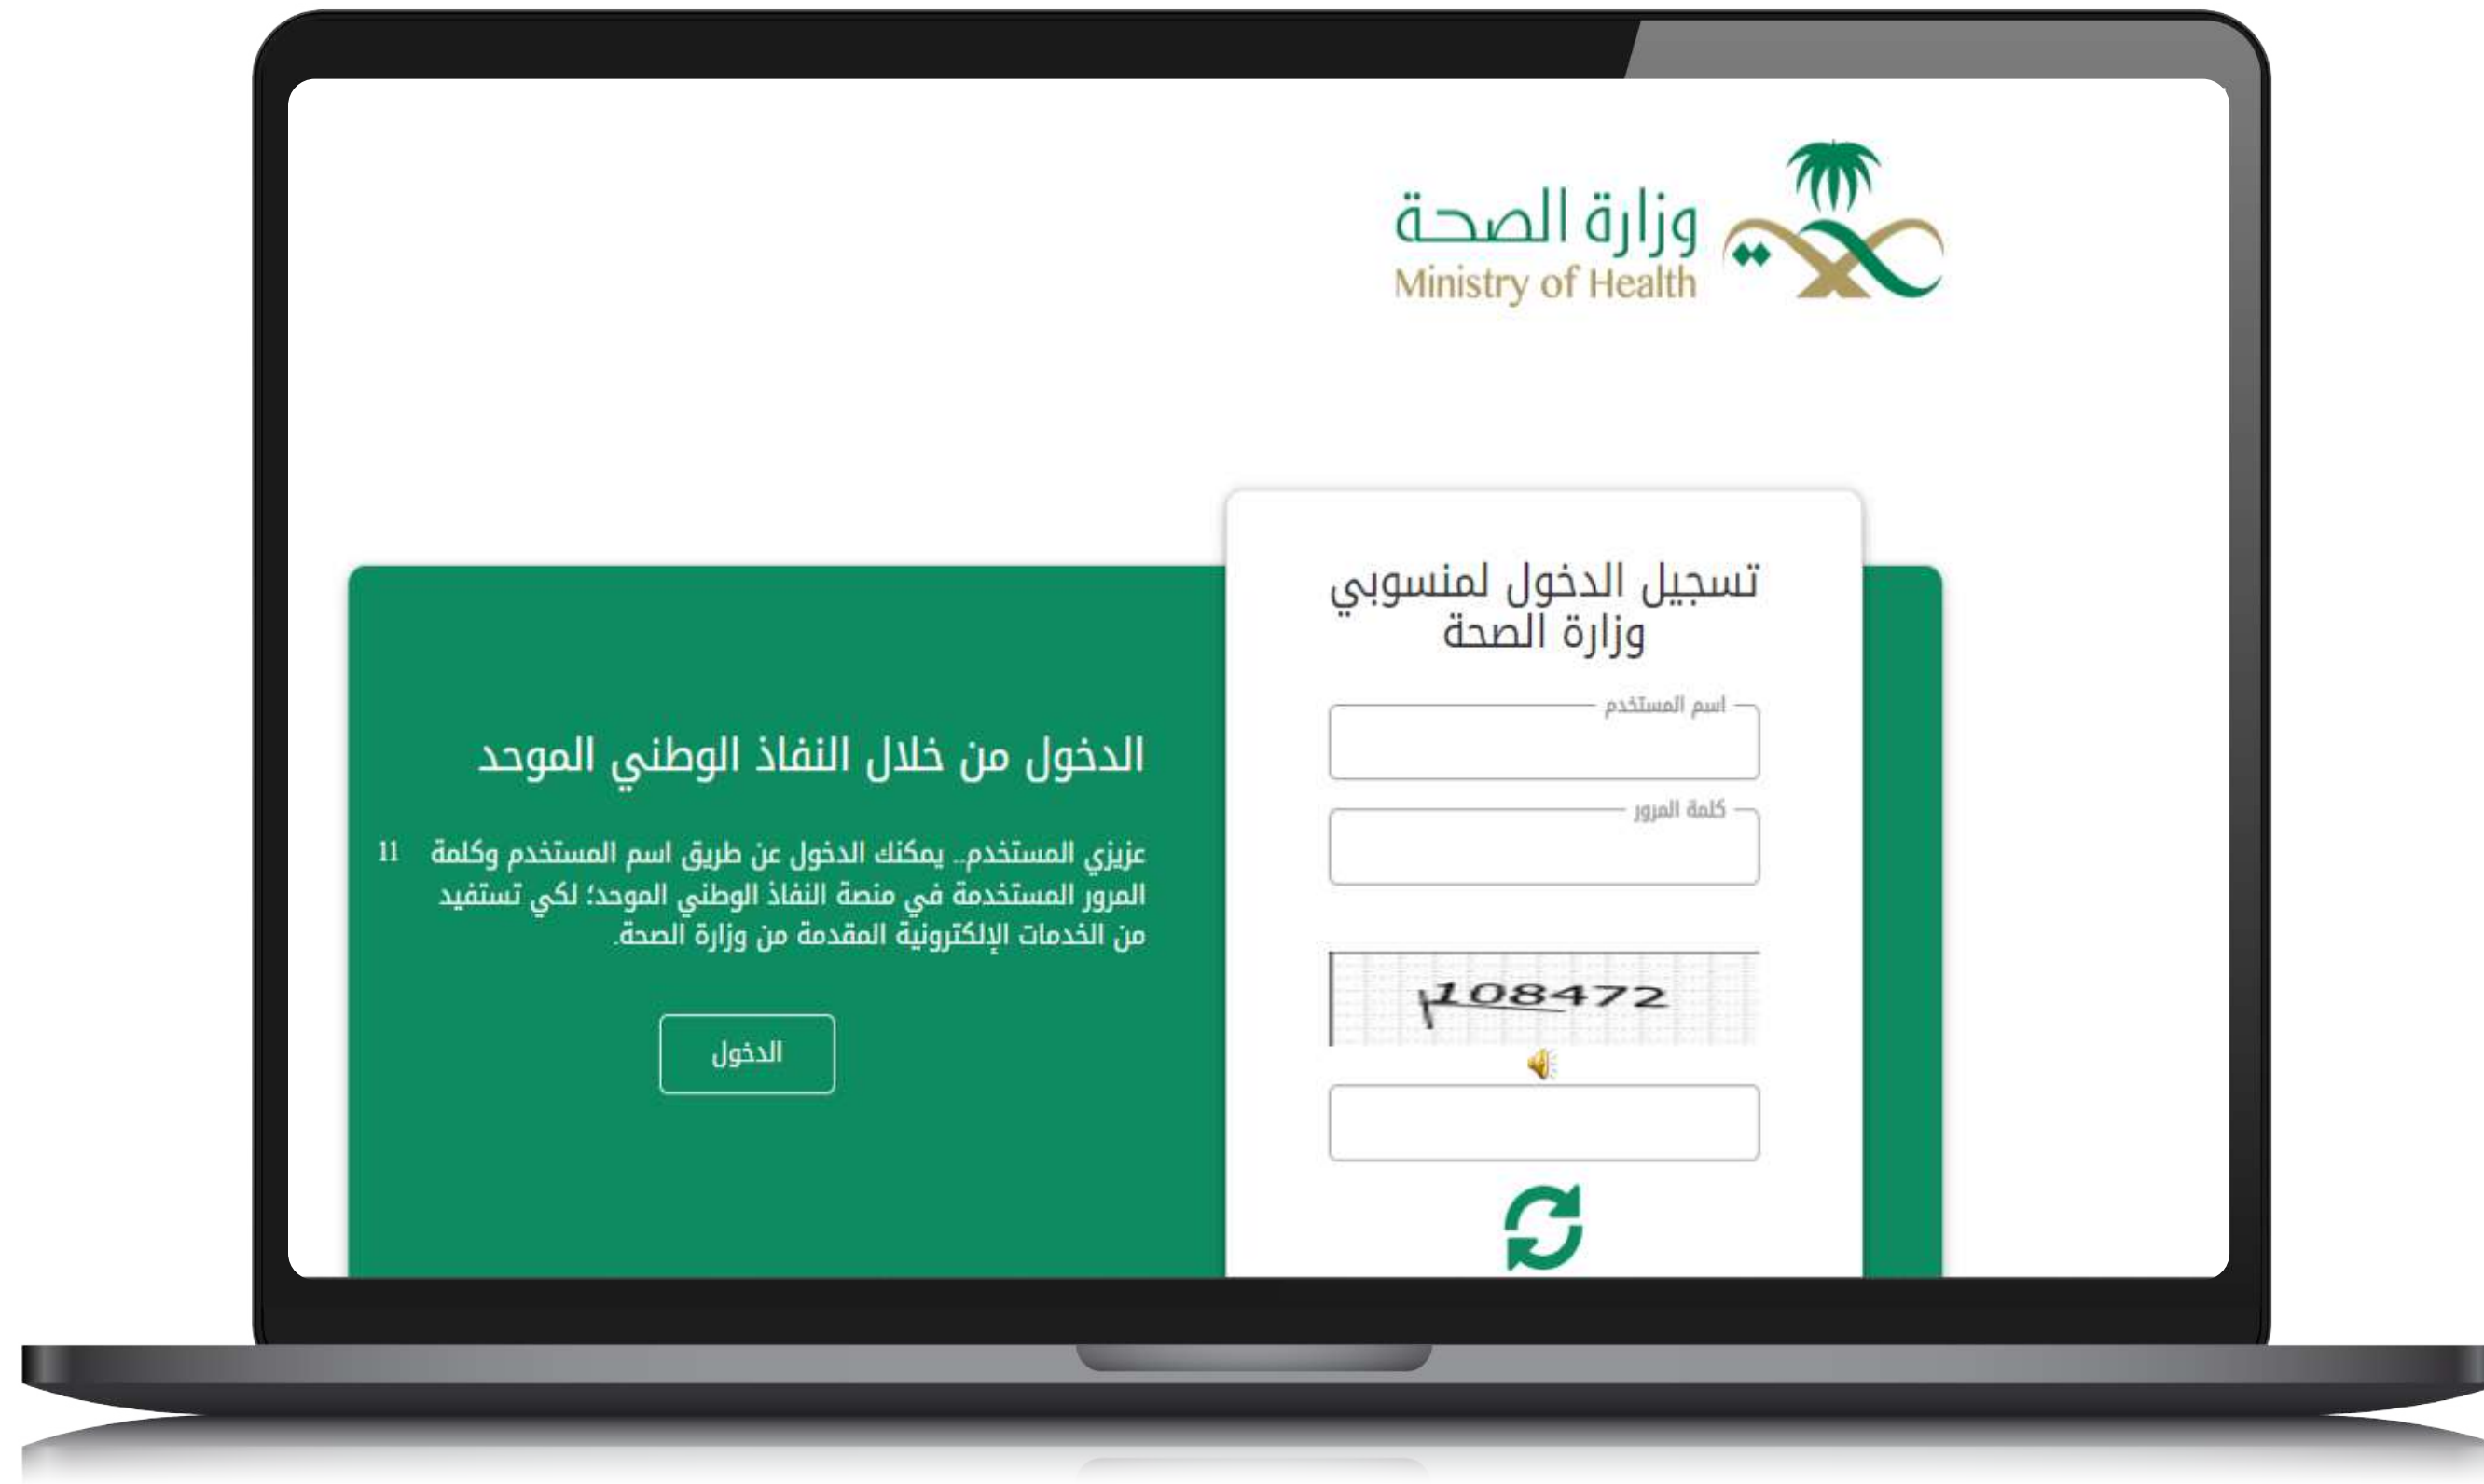 وزارة الصحة
Ministry of Health
تسجيل الدخول لمنسوبي
وزارة الصحة
اسم المستخدم
كلمة المرور
108472
الدخول من خلال النفاذ الوطني الموحد
عزيزي المستخدم.. يمكنك الدخول عن طريق اسم المستخدم وكلمة 11
المرور المستخدمة في منصة النفاذ الوطني الموحد؛ لكي تستفيد
من الخدمات الإلكترونية المقدمة من وزارة الصحة.
الدخول